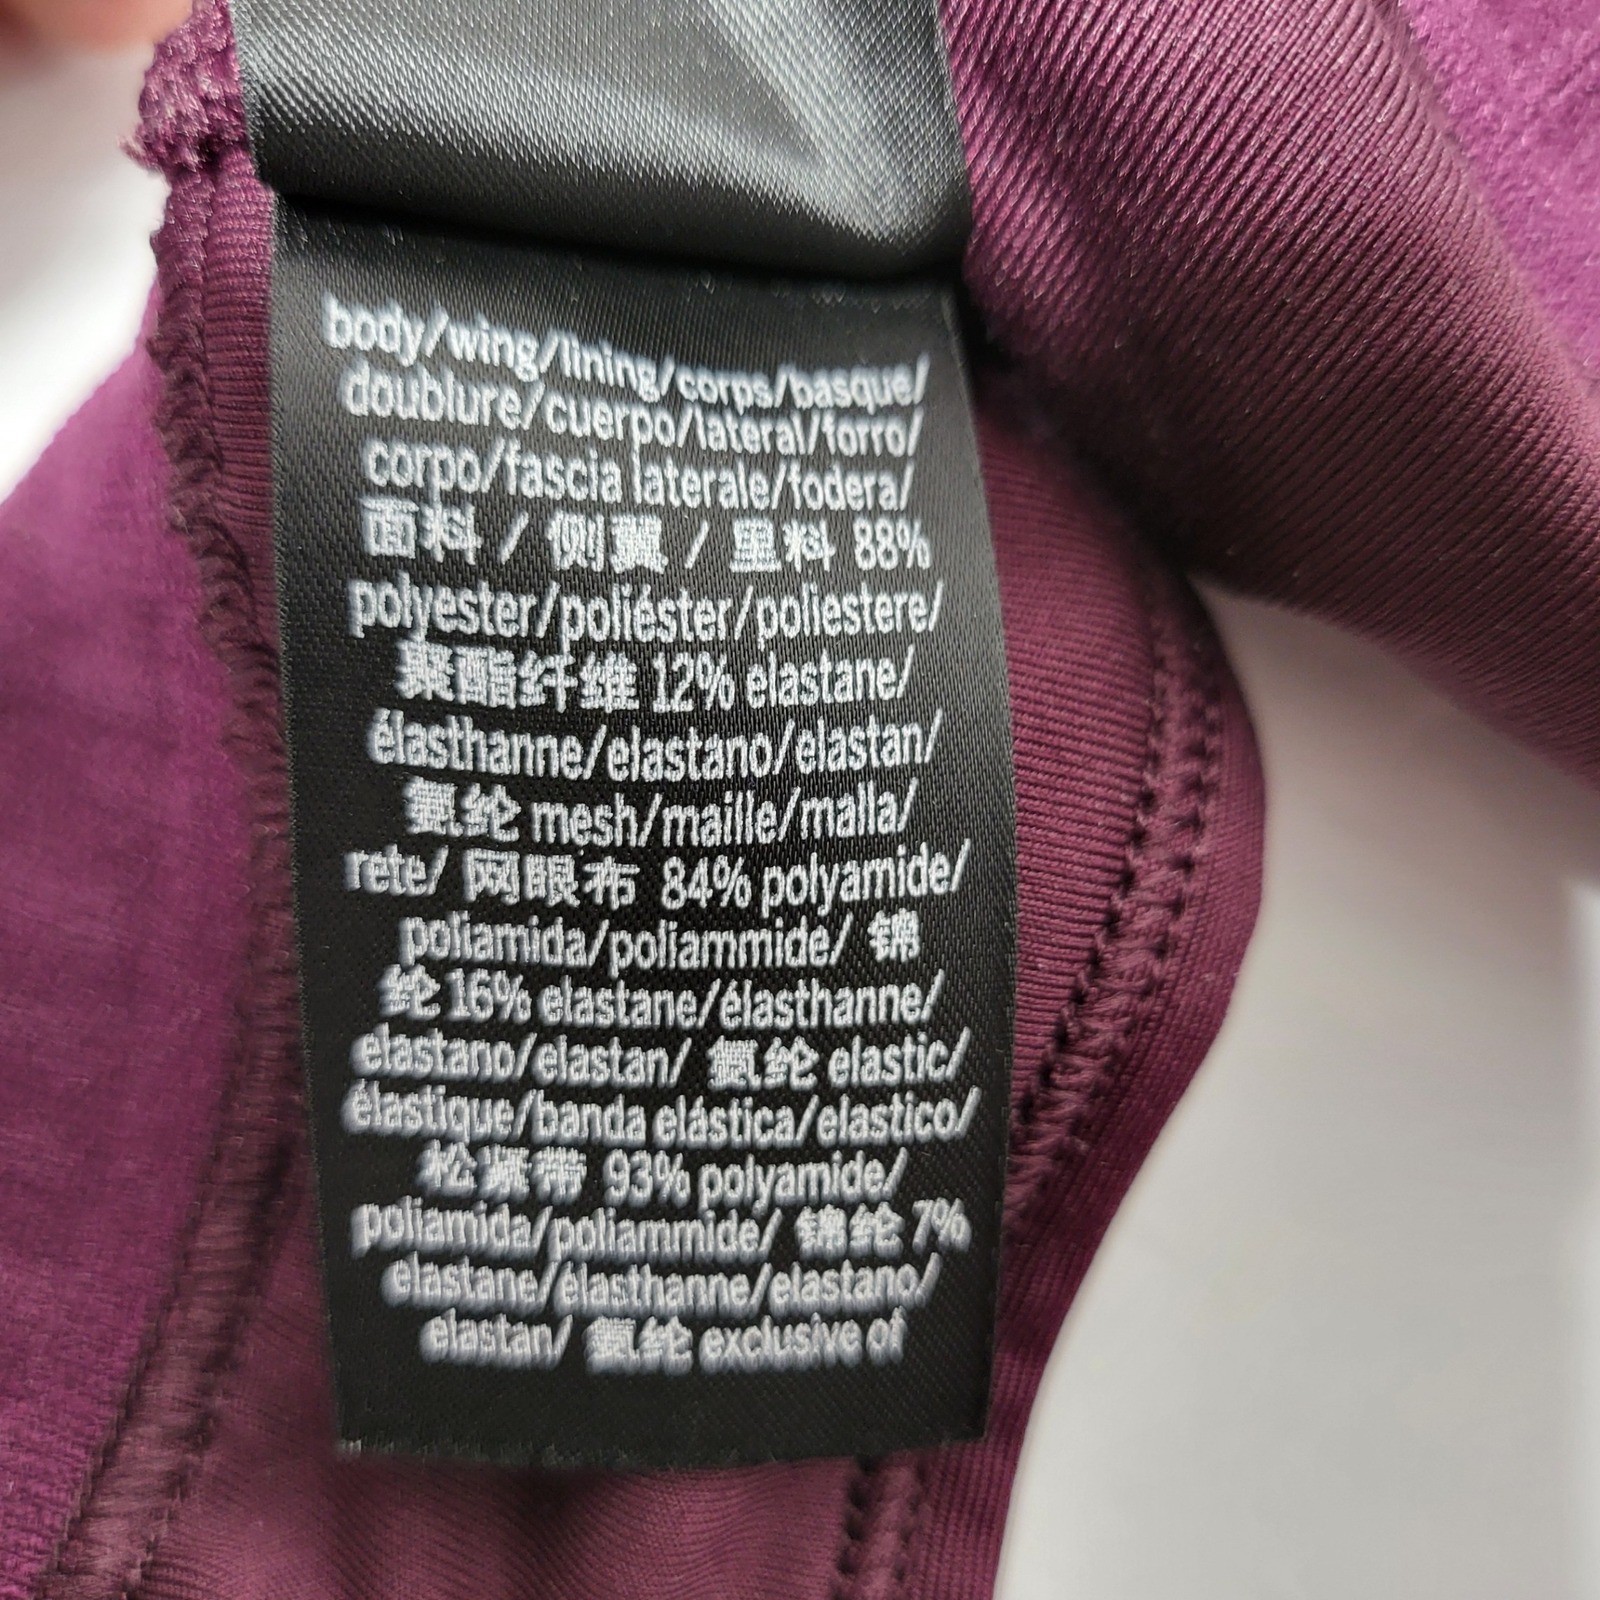 body/wing/lining/corps/basque/
doublure/cuerpo/lateral/forro/
corpo/fascia laterale/fodera/
面料 / 侧翼 / 里料 88%
polyester/poliéster/poliestere/
聚酯纤维 12% elastane/
élasthanne/elastano/elastan/
氨纶 mesh/maille/malla/
rete/ 网眼布 84% polyamide/
poliamida/poliammide/ 锦
纶 16% elastane/élasthanne/
elastano/elastan/ 氨纶 elastic/
élastique/banda elástica/elastico/
松紧带 93% polyamide/
poliamida/poliammide/ 锦纶 7%
elastane/élasthanne/elastano/
elastan/ 氨纶 exclusive of